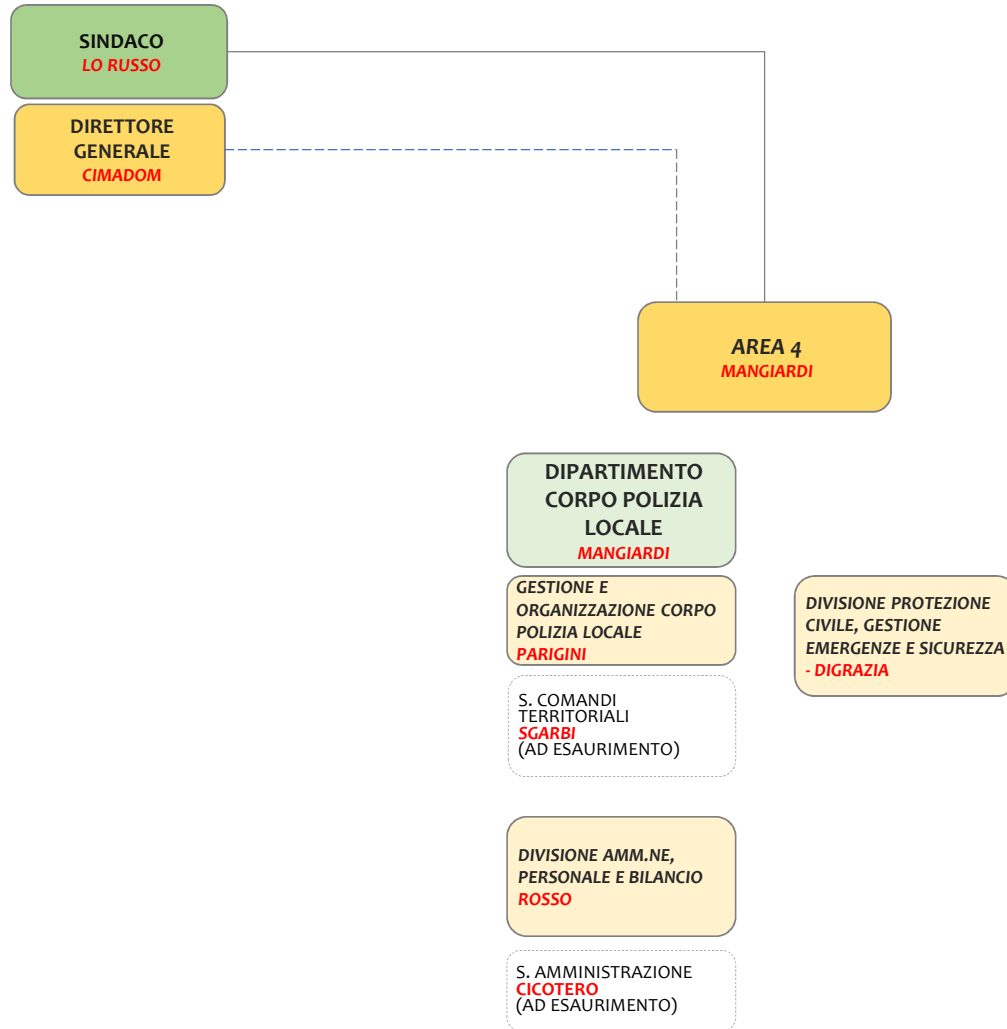 SINDACO
LO RUSSO
DIRETTORE
GENERALE
CIMADOM
AREA 4
MANGIARDI
DIPARTIMENTO
CORPO POLIZIA
LOCALE
MANGIARDI
GESTIONE E
ORGANIZZAZIONE CORPO
POLIZIA LOCALE
PARIGINI
DIVISIONE PROTEZIONE
CIVILE, GESTIONE
EMERGENZE E SICUREZZA
- DIGRAZIA
S. COMANDI
TERRITORIALI
SGARBI
(AD ESAURIMENTO)
DIVISIONE AMM.NE,
PERSONALE E BILANCIO
ROSSO
S. AMMINISTRAZIONE
CICOTERO
(AD ESAURIMENTO)